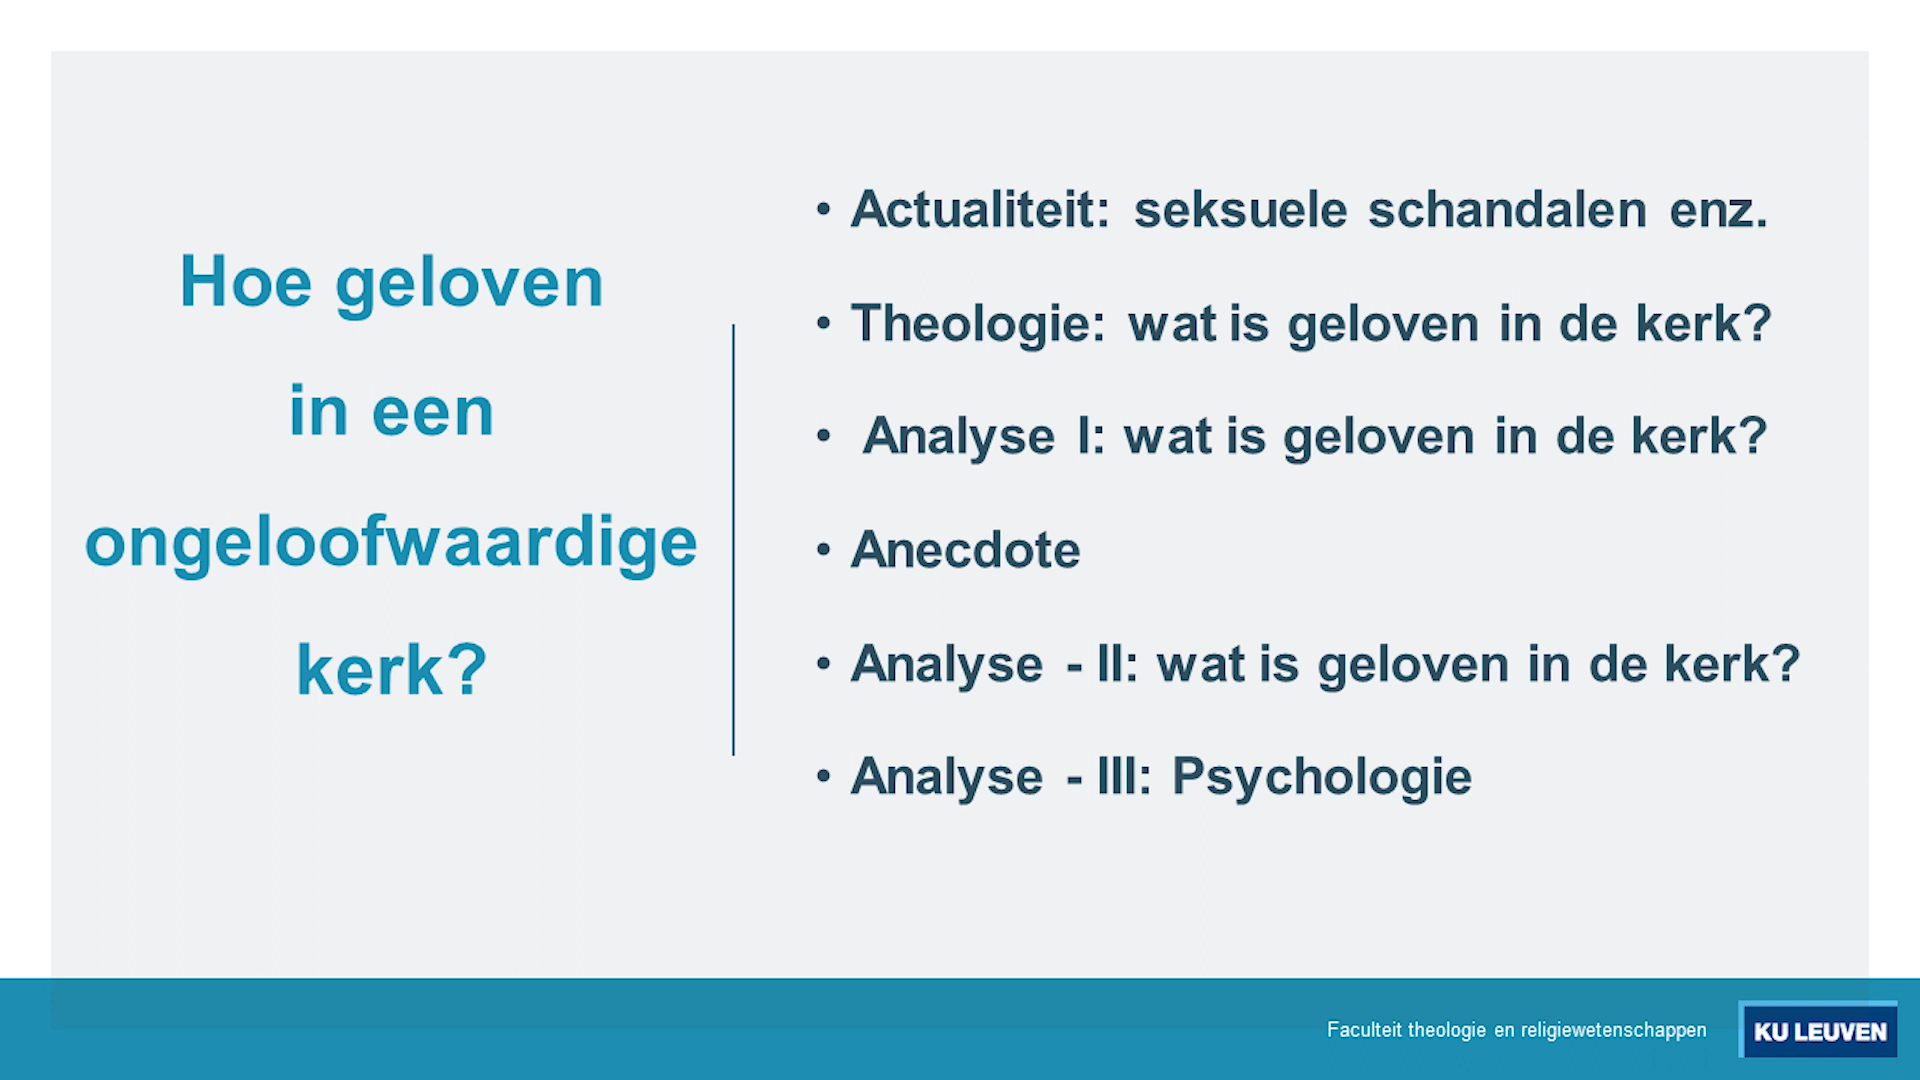 Hoe geloven
in een
ongeloofwaardige
kerk?
• Actualiteit: seksuele schandalen enz.
• Theologie: wat is geloven in de kerk?
• Analyse I: wat is geloven in de kerk?
• Anecdote
• Analyse - II: wat is geloven in de kerk?
• Analyse - III: Psychologie
Faculteit theologie en religiewetenschappen
KU LEUVEN